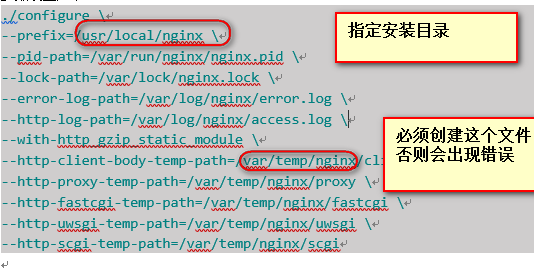 ./configure \
--prefix=/usr/local/nginx \
指定安装目录
--pid-path=/var/run/nginx/nginx.pid \
--lock-path=/var/lock/nginx.lock \
--error-log-path=/var/log/nginx/error.log \
--http-log-path=/var/log/nginx/access.log \
--with-http_gzip_static_module \
必须创建这个文件
否则会出现错误
--http-client-body-temp-path=/var/temp/nginx/cli
--http-proxy-temp-path=/var/temp/nginx/proxy \
--http-fastcgi-temp-path=/var/temp/nginx/fastcgi \
--http-uwsgi-temp-path=/var/temp/nginx/uwsgi \
--http-scgi-temp-path=/var/temp/nginx/scgi